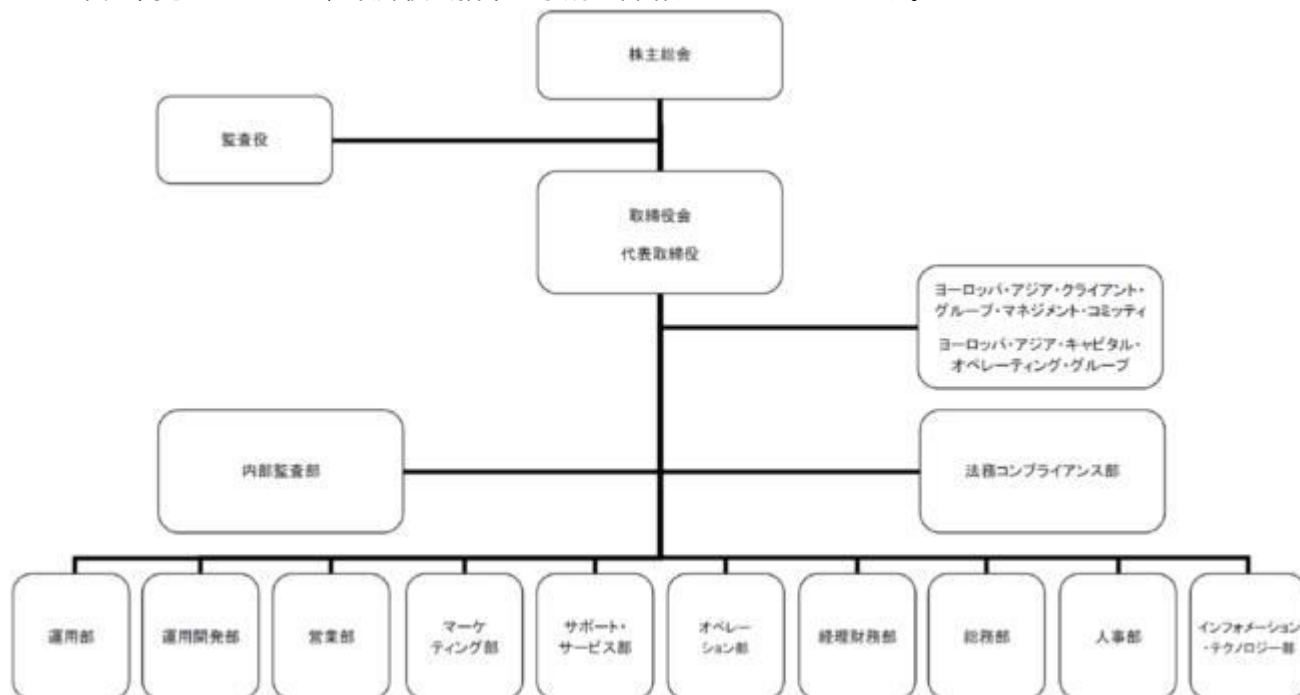 株主総会
監査役
取締役会
代表取締役
ヨーロッパ・アジア・クライアント・
グループ・マネジメント・コミッティ
ヨーロッパ・アジア・キャピタル・
オペレーティング・グループ
内部監査部
法務コンプライアンス部
運用部
運用開発部
営業部
マーケ
ティング部
サポート・
サービス部
オペレー
ション部
経理財務部
総務部
人事部
インフォメーション
・テクノロジー部